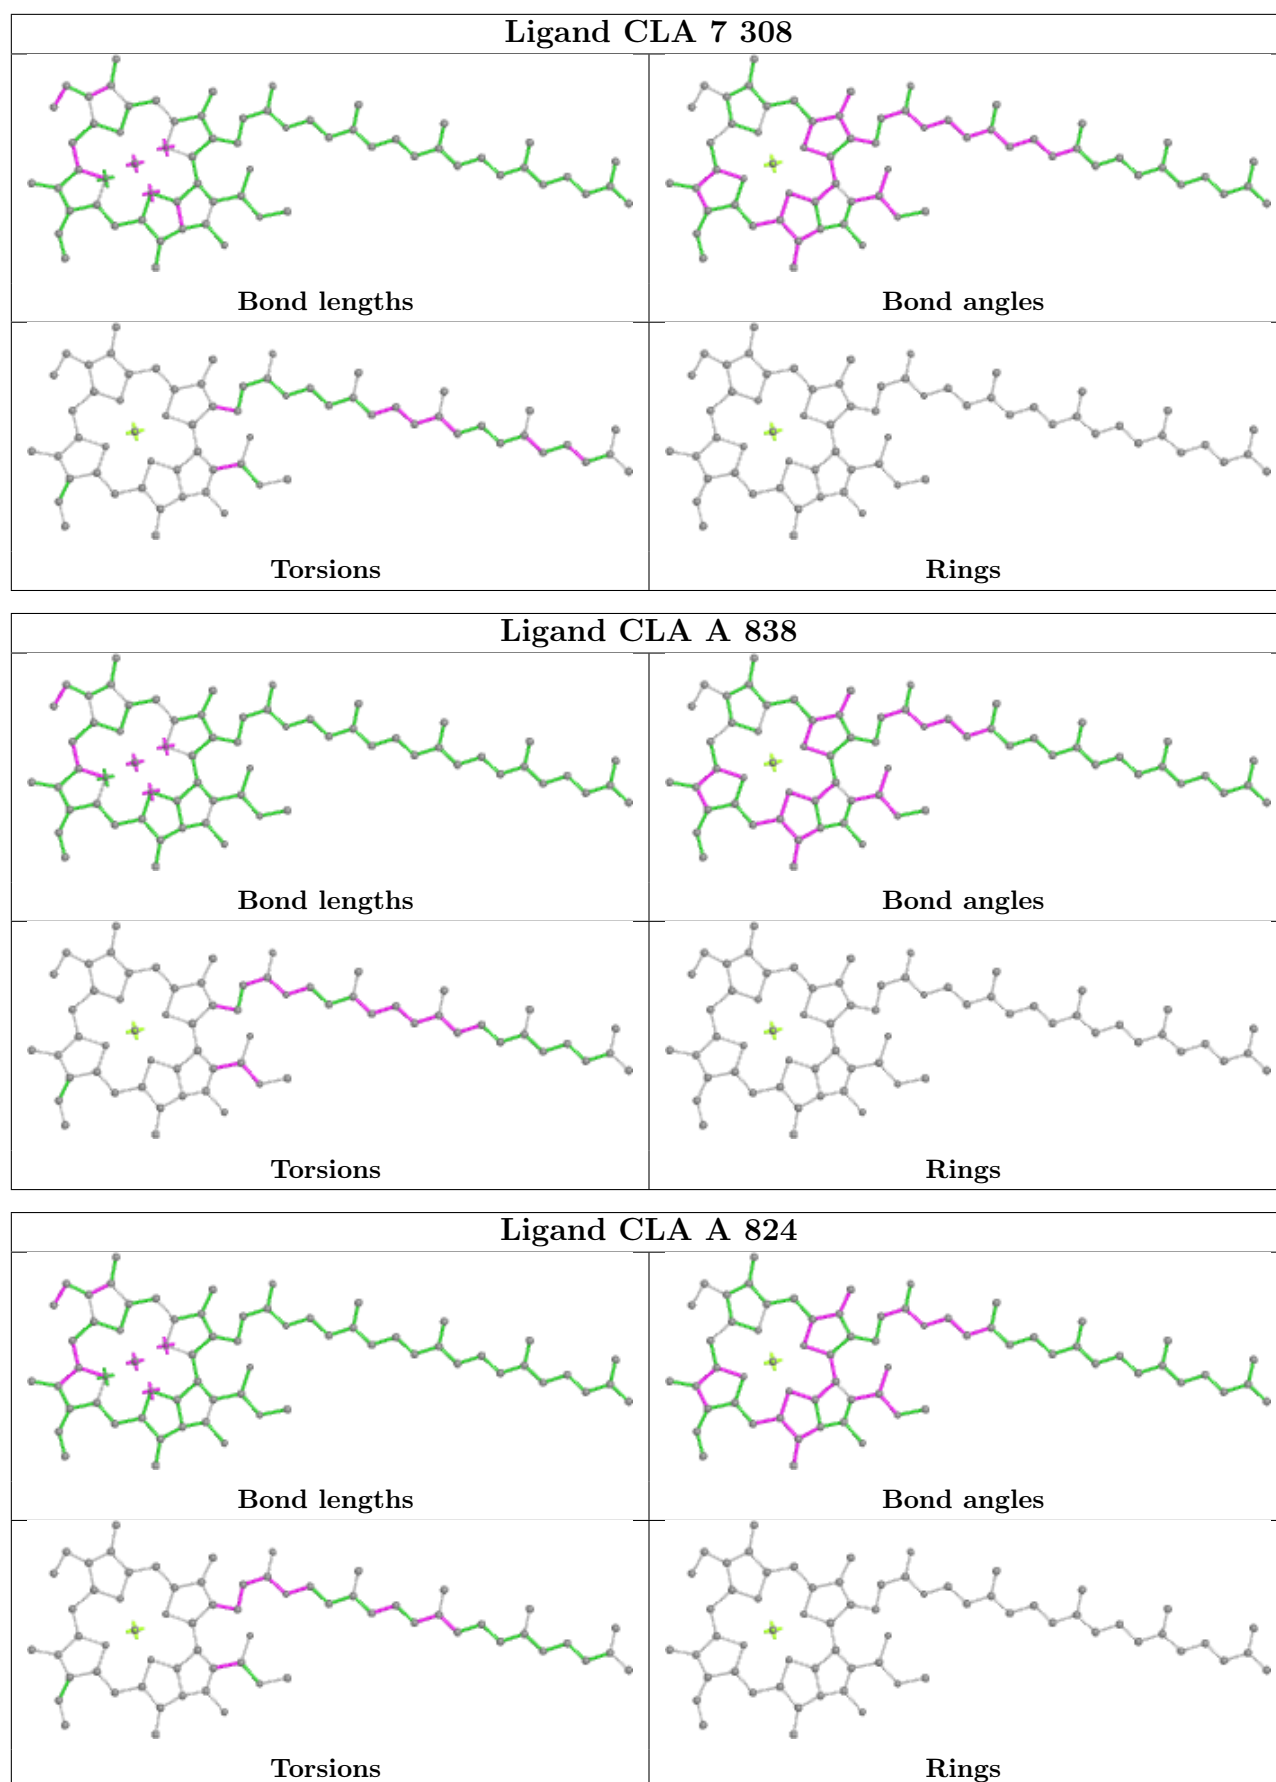 Ligand CLA 7 308
Bond lengths
Bond angles
Torsions
Rings
Ligand CLA A 838
Bond lengths
Bond angles
Torsions
Rings
Ligand CLA A 824
Bond lengths
Bond angles
Torsions
Rings